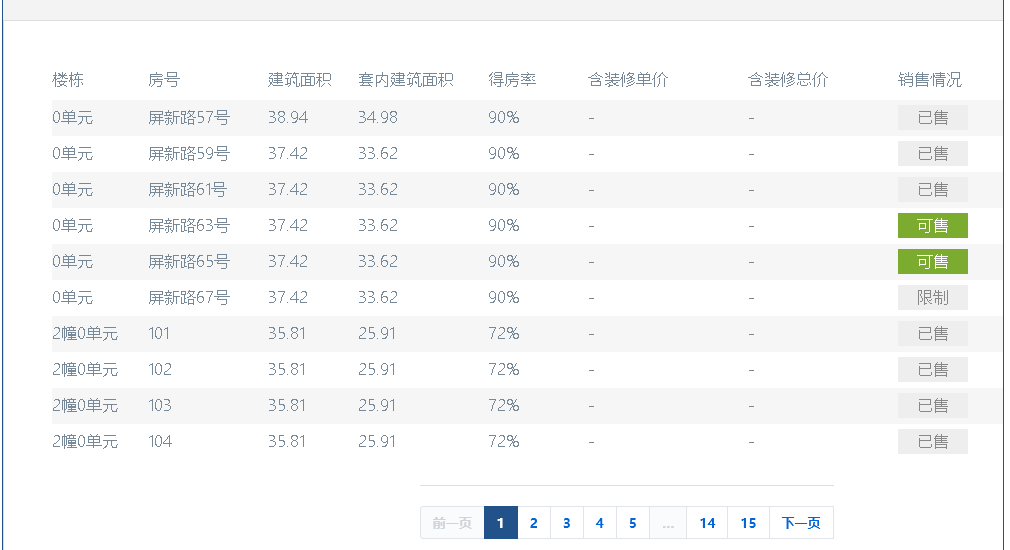 楼栋 房号 建筑面积 套内建筑面积 得房率 含装修单价 含装修总价 销售情况
0单元 屏新路57号 38.94 34.98 90% - - 已售
0单元 屏新路59号 37.42 33.62 90% - - 已售
0单元 屏新路61号 37.42 33.62 90% - - 已售
0单元 屏新路63号 37.42 33.62 90% - - 可售
0单元 屏新路65号 37.42 33.62 90% - - 可售
0单元 屏新路67号 37.42 33.62 90% - - 限制
2幢0单元 101 35.81 25.91 72% - - 已售
2幢0单元 102 35.81 25.91 72% - - 已售
2幢0单元 103 35.81 25.91 72% - - 已售
2幢0单元 104 35.81 25.91 72% - - 已售
前一页 1 2 3 4 5 ... 14 15 下一页